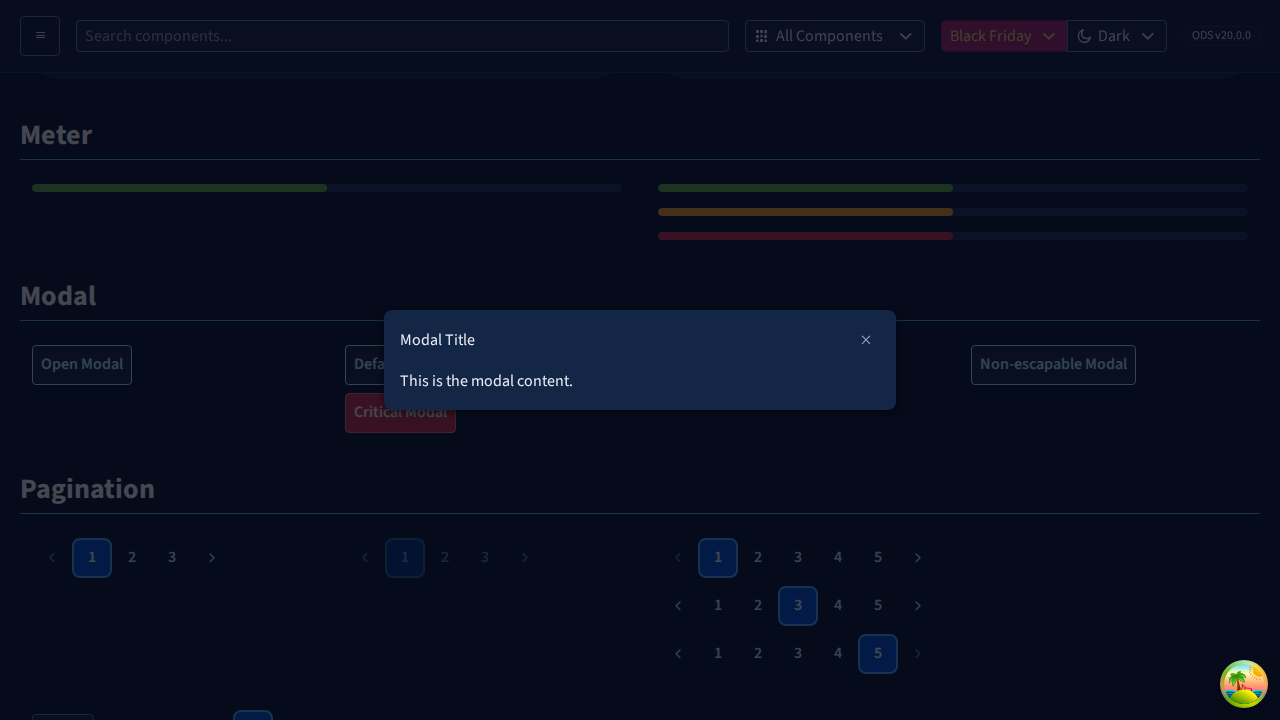 Search components...
All Components
Black Friday
Dark
ODS v20.0.0
Meter
Modal
Modal Title
This is the modal content.
Open Modal
Defa
Non-escapable Modal
Critical Modal
Pagination
1 2 3
1 2 3
1 2 3 4 5
1 2 3 4 5
1 2 3 4 5